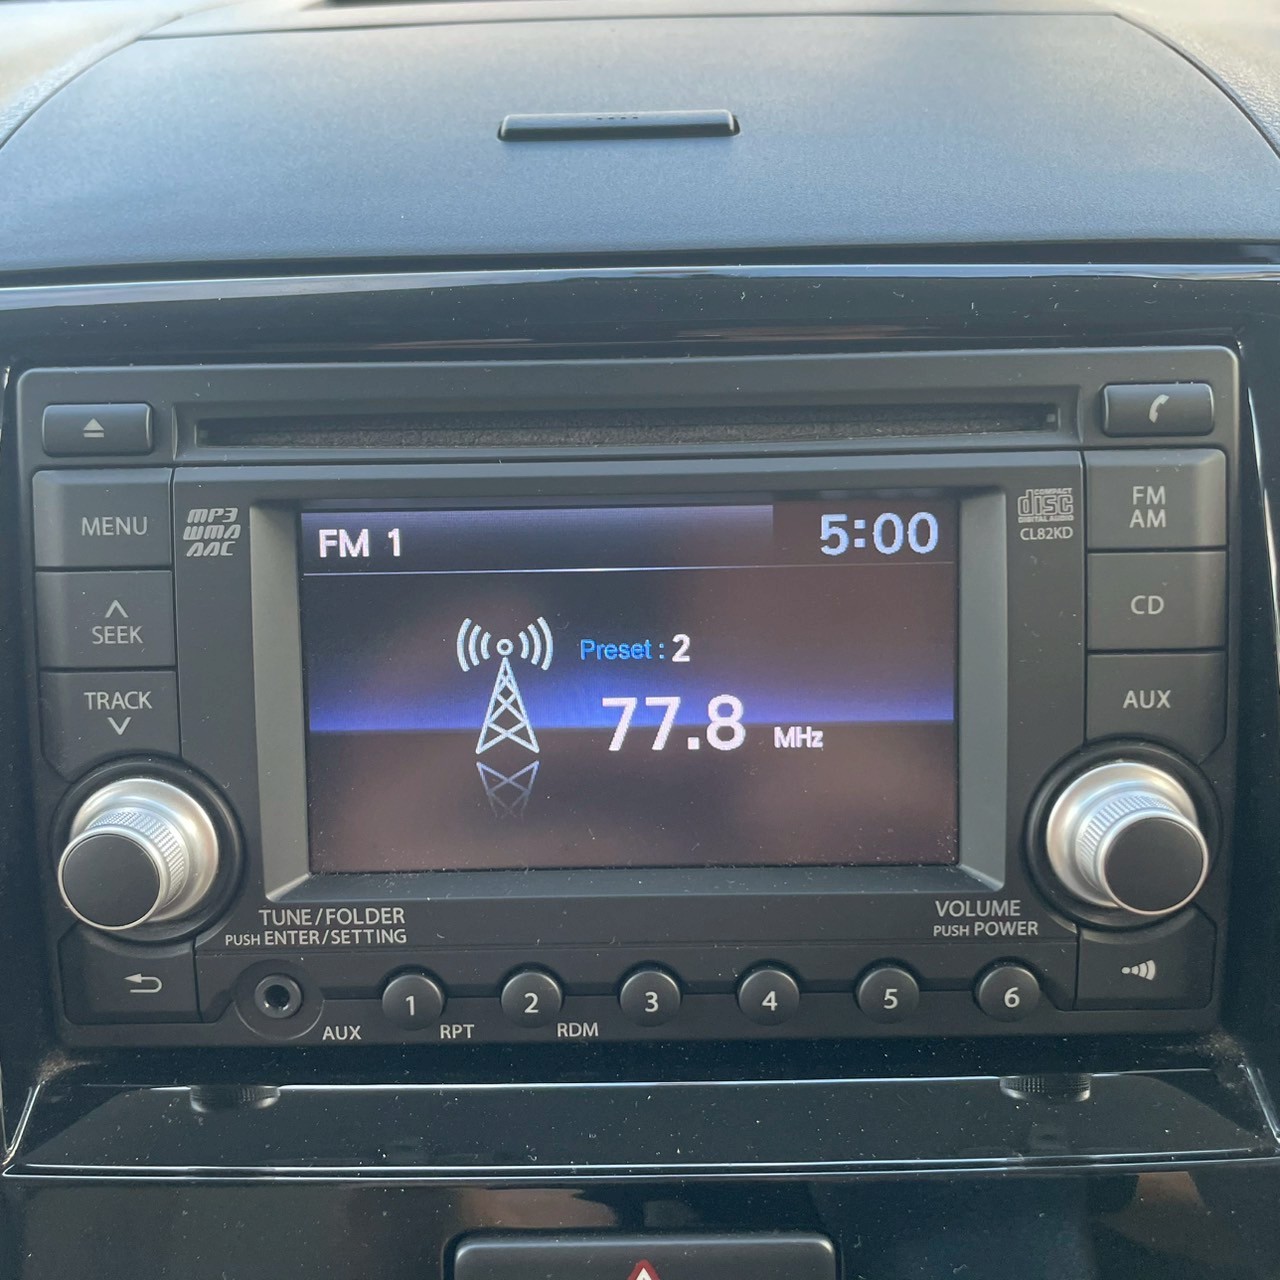 MENU
SEEK
TRACK
MP3
WMA
AAC
FM 1
5:00
Preset : 2
77.8 MHz
COMPACT
disc
DIGITAL AUDIO
CL82KD
FM
AM
CD
AUX
TUNE/FOLDER
PUSH ENTER/SETTING
VOLUME
PUSH POWER
1 2 3 4 5 6
AUX RPT RDM